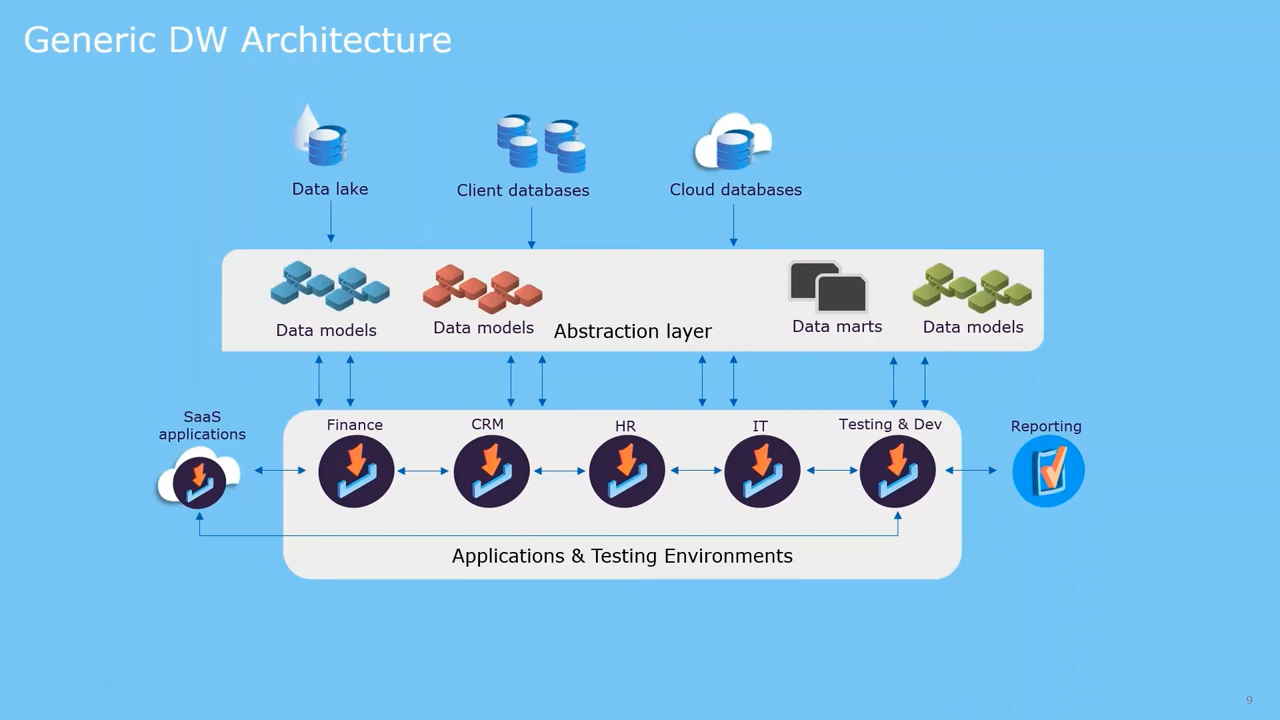 Generic DW Architecture
Data lake
Client databases
Cloud databases
Data models
Data models
Abstraction layer
Data marts
Data models
SaaS
applications
Finance
CRM
HR
IT
Testing & Dev
Reporting
Applications & Testing Environments
9